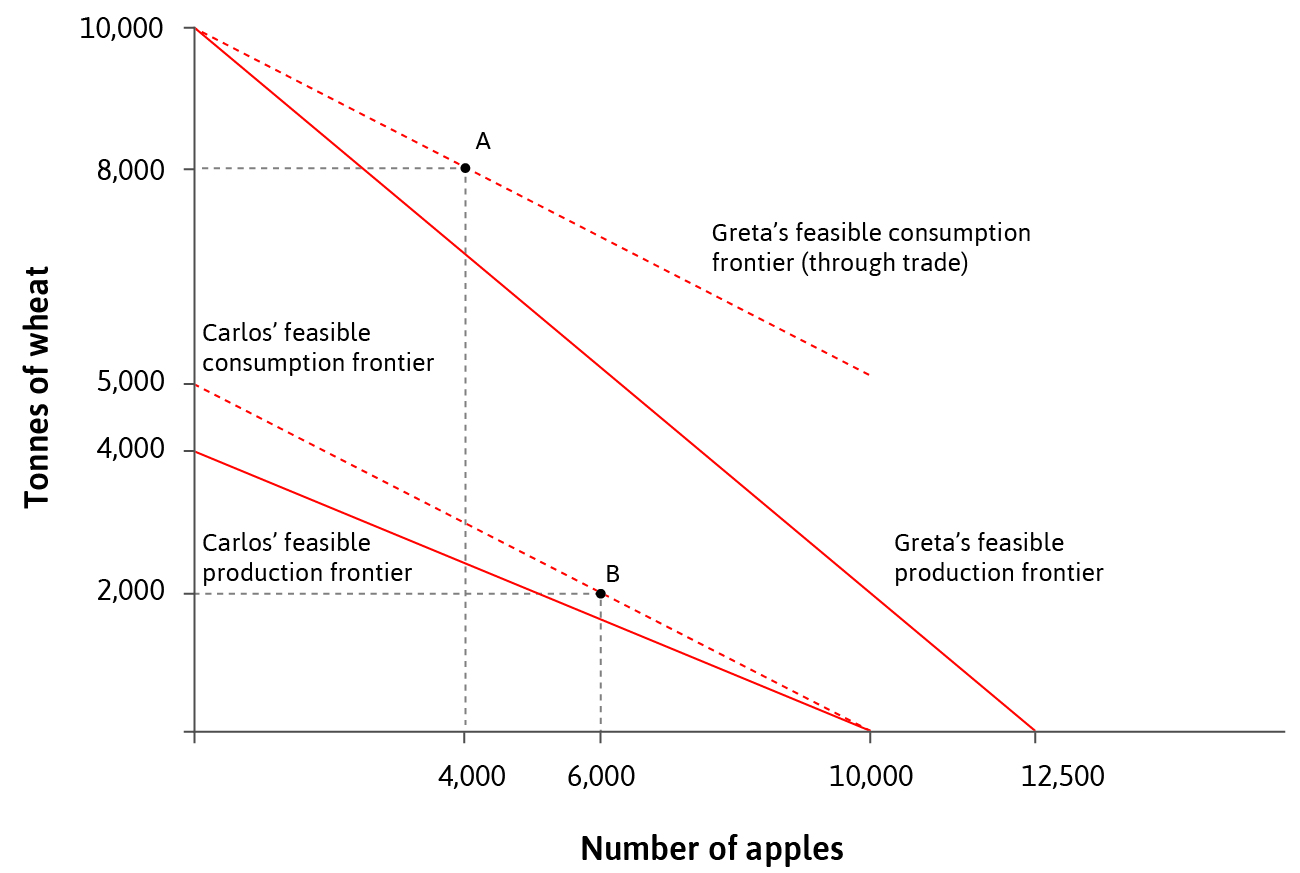 10,000
A
8,000
Greta’s feasible consumption
frontier (through trade)
Tonnes of wheat
Carlos’ feasible
consumption frontier
5,000
4,000
Carlos’ feasible
production frontier
Greta’s feasible
production frontier
B
2,000
4,000
6,000
10,000
12,500
Number of apples